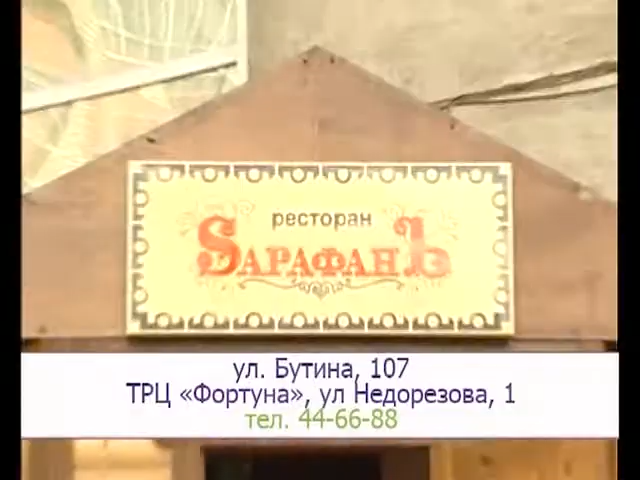 ресторан
SАРАФАНЪ
ул. Бутина, 107
ТРЦ «Фортуна», ул Недорезова, 1
тел. 44-66-88